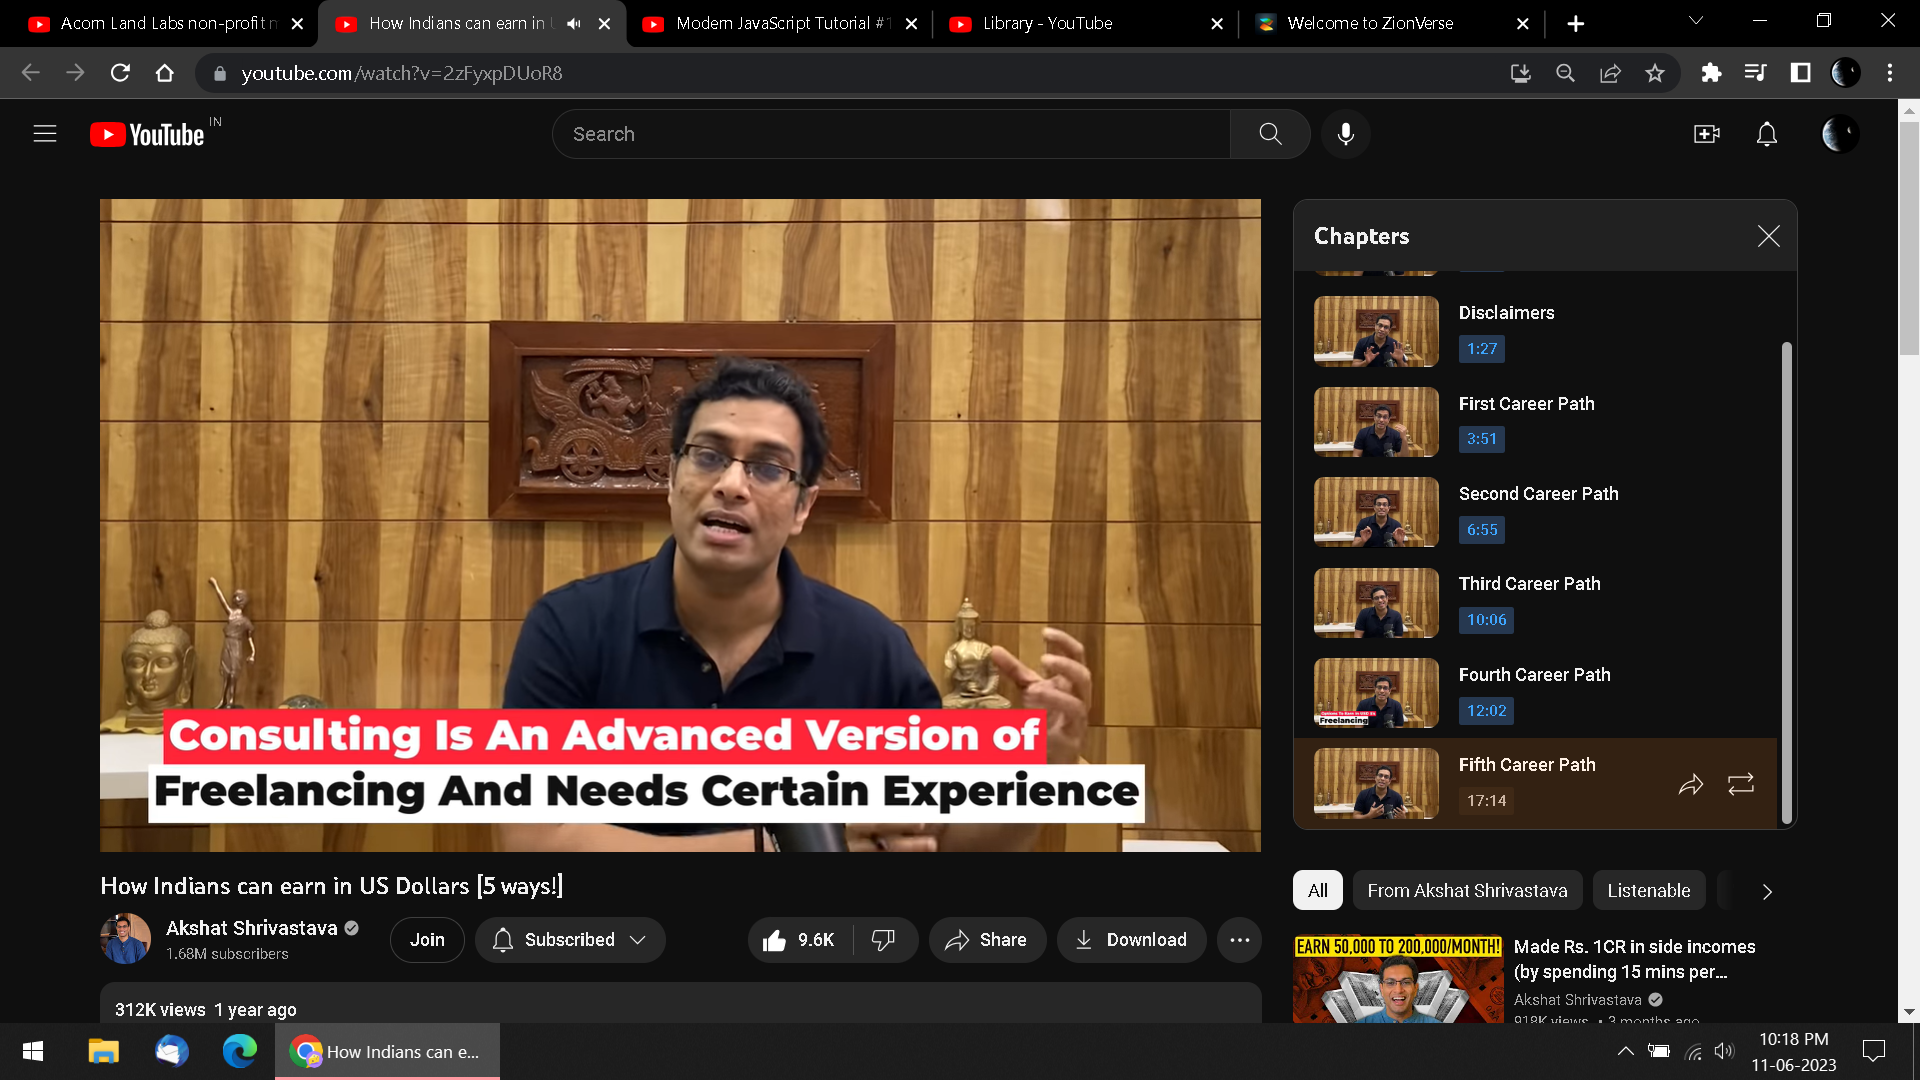 Acorn Land Labs non-profit
How Indians can earn in
Modern JavaScript Tutorial #
Library - YouTube
Welcome to ZionVerse
youtube.com/watch?v=2zFyxpDUoR8
YouTube IN
Search
Chapters
Disclaimers
1:27
First Career Path
3:51
Second Career Path
6:55
Third Career Path
10:06
Fourth Career Path
12:02
Freelancing
Fifth Career Path
17:14
Consulting Is An Advanced Version of
Freelancing And Needs Certain Experience
How Indians can earn in US Dollars [5 ways!]
Akshat Shrivastava
1.68M subscribers
Join
Subscribed
9.6K
Share
Download
312K views 1 year ago
All
From Akshat Shrivastava
Listenable
EARN 50,000 TO 200,000/MONTH!
Made Rs. 1CR in side incomes
(by spending 15 mins per...
Akshat Shrivastava
918K views • 3 months ago
How Indians can e...
10:18 PM
11-06-2023